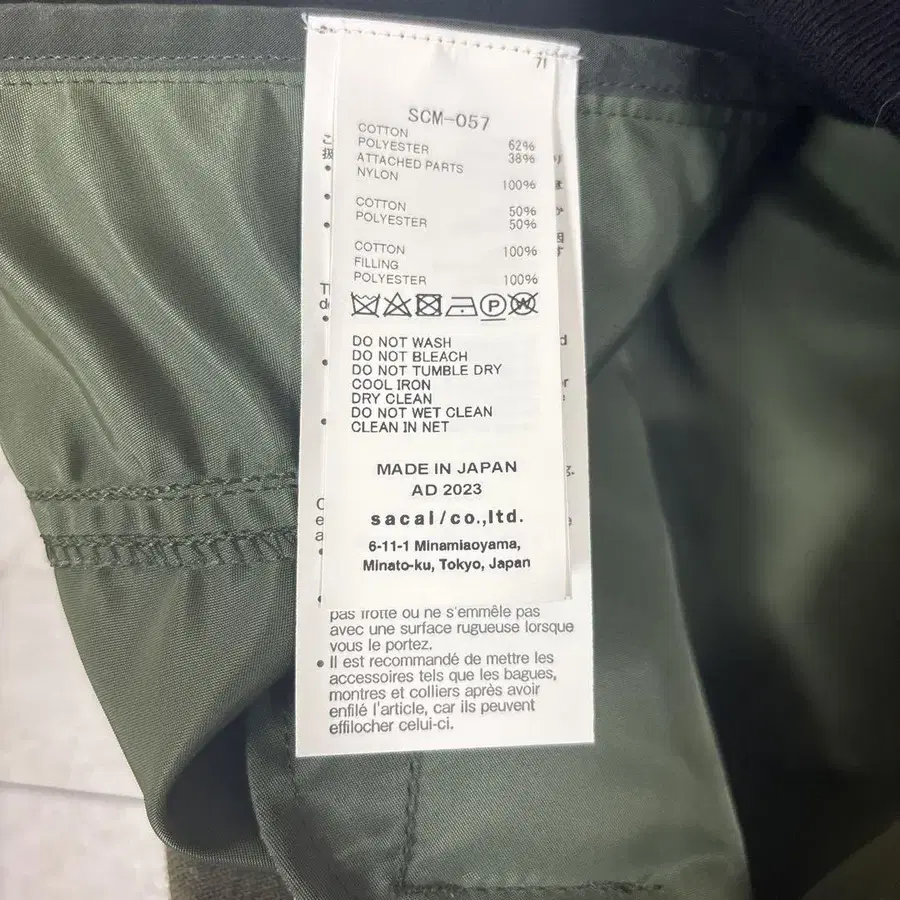 71
SCM-057
COTTON 62%
POLYESTER 38%
ATTACHED PARTS
NYLON 100%
COTTON 50%
POLYESTER 50%
COTTON 100%
FILLING
POLYESTER 100%
P W
DO NOT WASH
DO NOT BLEACH
DO NOT TUMBLE DRY
COOL IRON
DRY CLEAN
DO NOT WET CLEAN
CLEAN IN NET
MADE IN JAPAN
AD 2023
sacai/co.,ltd.
6-11-1 Minamiaoyama,
Minato-ku, Tokyo, Japan
pas frotte ou ne s'emmêle pas
avec une surface rugueuse lorsque
vous le portez.
• Il est recommandé de mettre les
accessoires tels que les bagues,
montres et colliers après avoir
enfilé l'article, car ils peuvent
effilocher celui-ci.